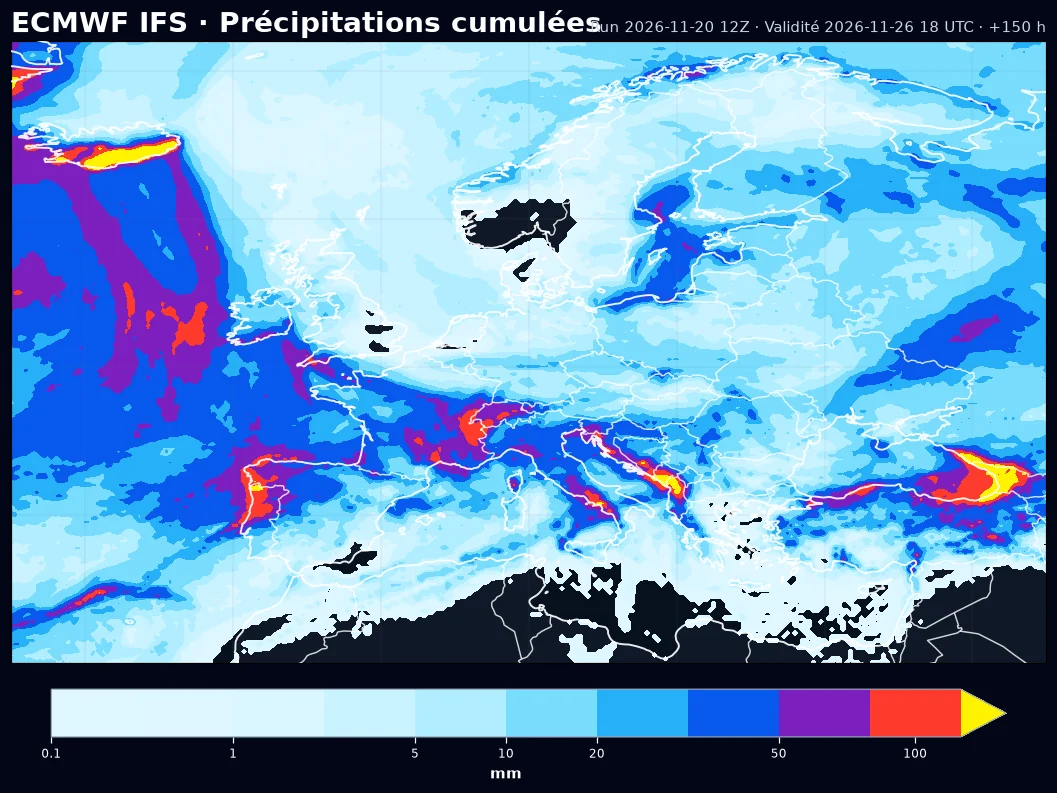 ECMWF IFS · Précipitations cumulées
Run 2026-11-20 12Z · Validité 2026-11-26 18 UTC · +150 h
0.1 1 5 10 20 50 100
mm